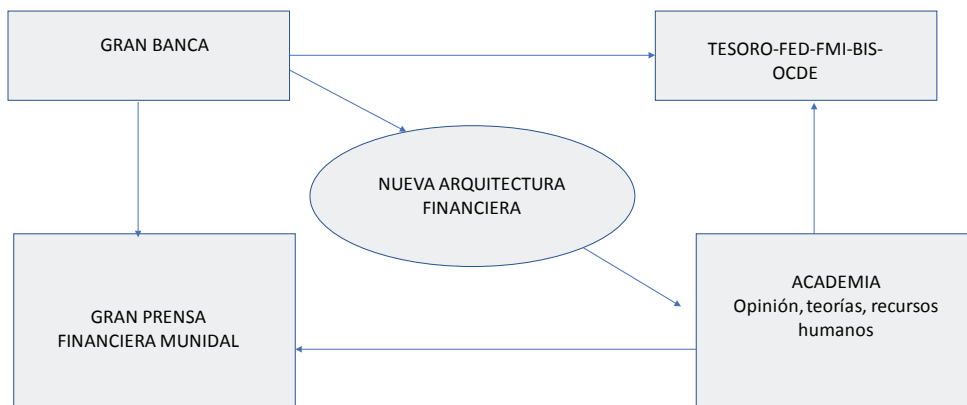 GRAN BANCA
TESORO-FED-FMI-BIS-
OCDE
NUEVA ARQUITECTURA
FINANCIERA
GRAN PRENSA
FINANCIERA MUNIDAL
ACADEMIA
Opinión, teorías, recursos
humanos